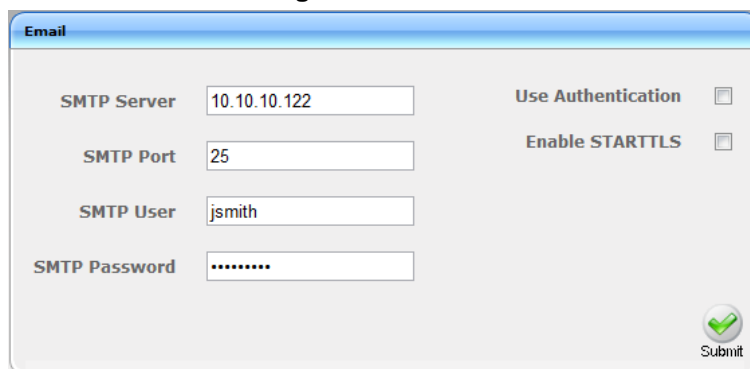 Email
SMTP Server 10.10.10.122
Use Authentication
SMTP Port 25
Enable STARTTLS
SMTP User jsmith
SMTP Password •••••••••
Submit